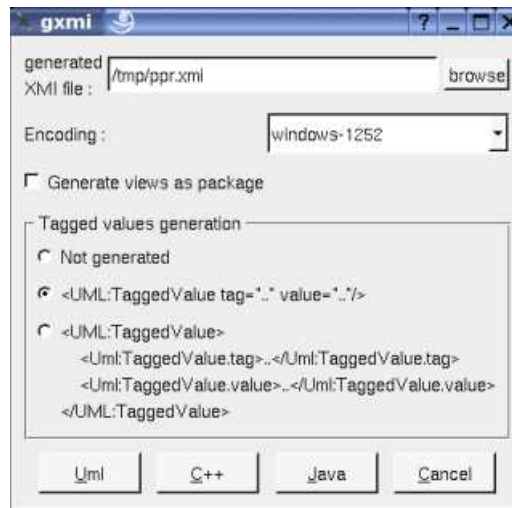 gxmi
?
generated
XMI file :
/tmp/ppr.xmi
browse
Encoding :
windows-1252
Generate views as package
Tagged values generation
Not generated
<UML:TaggedValue tag=".." value=".."/>
<UML:TaggedValue>
<Uml:TaggedValue.tag>..</Uml:TaggedValue.tag>
<Uml:TaggedValue.value>..</Uml:TaggedValue.value>
</UML:TaggedValue>
Uml
C++
Java
Cancel